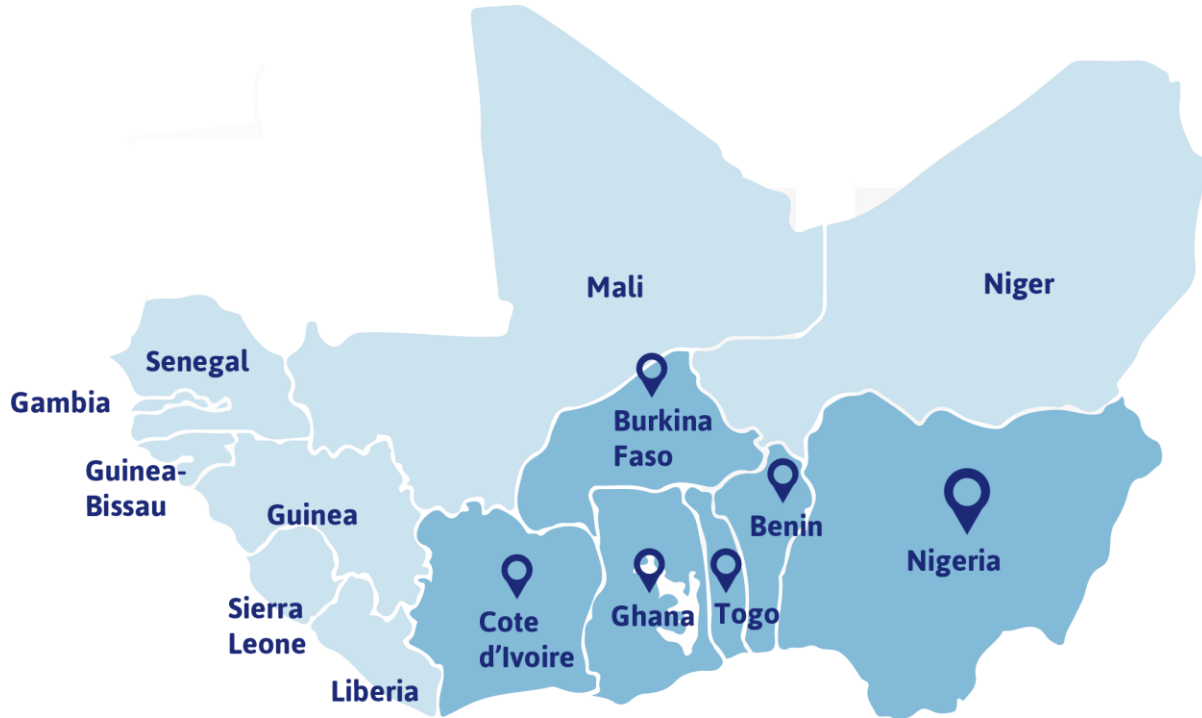 Mali
Niger
Senegal
Gambia
Burkina
Faso
Guinea-
Bissau
Guinea
Benin
Nigeria
Sierra
Leone
Cote
d’Ivoire
Ghana
Togo
Liberia